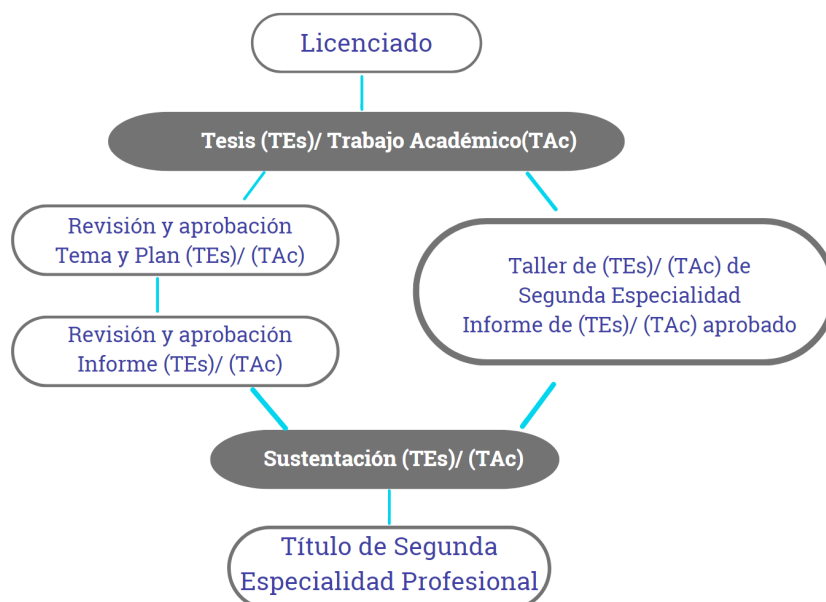 Licenciado
Tesis (TEs)/ Trabajo Académico(TAc)
Revisión y aprobación
Tema y Plan (TEs)/ (TAc)
Revisión y aprobación
Informe (TEs)/ (TAc)
Taller de (TEs)/ (TAc) de
Segunda Especialidad
Informe de (TEs)/ (TAc) aprobado
Sustentación (TEs)/ (TAc)
Título de Segunda
Especialidad Profesional